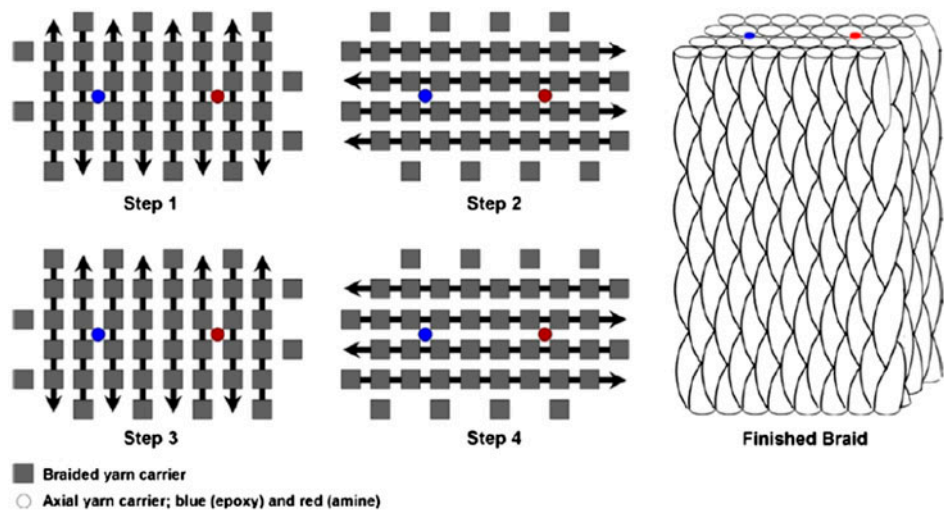 Step 1
Step 2
Step 3
Step 4
Finished Braid
Braided yarn carrier
Axial yarn carrier; blue (epoxy) and red (amine)